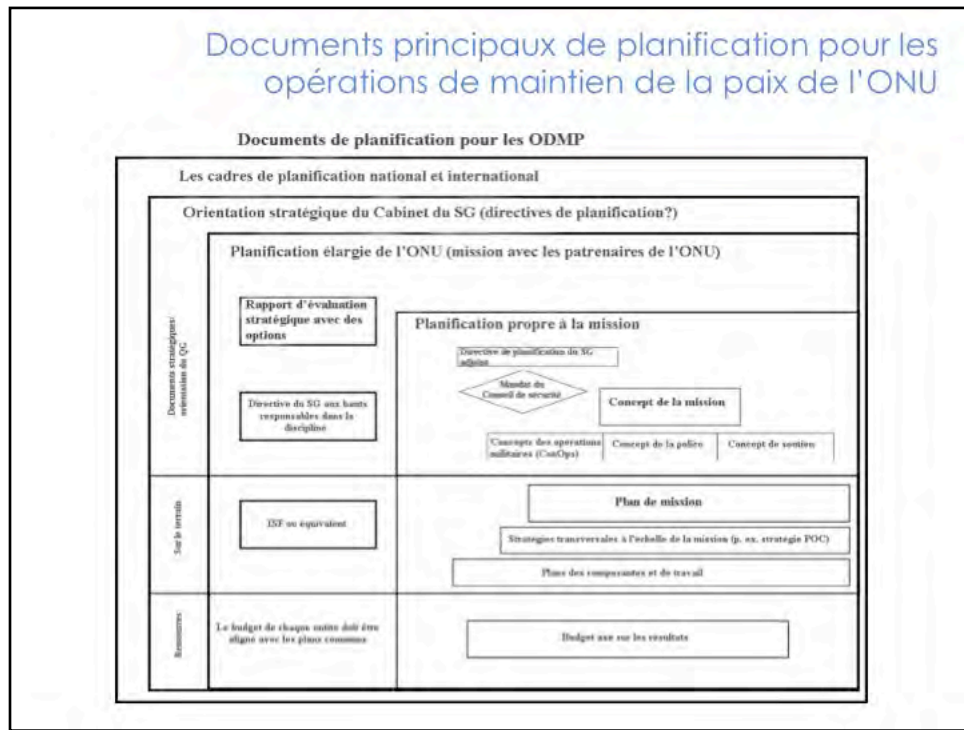 Documents principaux de planification pour les
opérations de maintien de la paix de l'ONU
Documents de planification pour les ODMP
Les cadres de planification national et international
Orientation stratégique du Cabinet du SG (directives de planification?)
Planification élargie de l'ONU (mission avec les patrenaires de l'ONU)
Documents stratégiques/
orientation du QG
Rapport d'évaluation
stratégique avec des
options
Directive du SG aux hauts
responsables dans la
discipline
Planification propre à la mission
Directive de planification du SG
adjoint
Mandat du
Conseil de sécurité
Concept de la mission
Concepts des operations
militaires (ConOps)
Concept de la police
Concept de soutien
Sur le terrain
ISF ou équivalent
Plan de mission
Stratégies transversales à l'echelle de la mission (p. ex. stratégie POC)
Plans des composantes et de travail
Ressources
Le budget de chaque entité doit être
aligné avec les plans communs
Budget axe sur les résultats